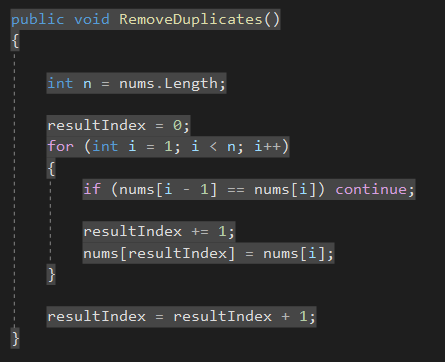 public void RemoveDuplicates()
{
int n = nums.Length;
resultIndex = 0;
for (int i = 1; i < n; i++)
{
if (nums[i - 1] == nums[i]) continue;
resultIndex += 1;
nums[resultIndex] = nums[i];
}
resultIndex = resultIndex + 1;
}